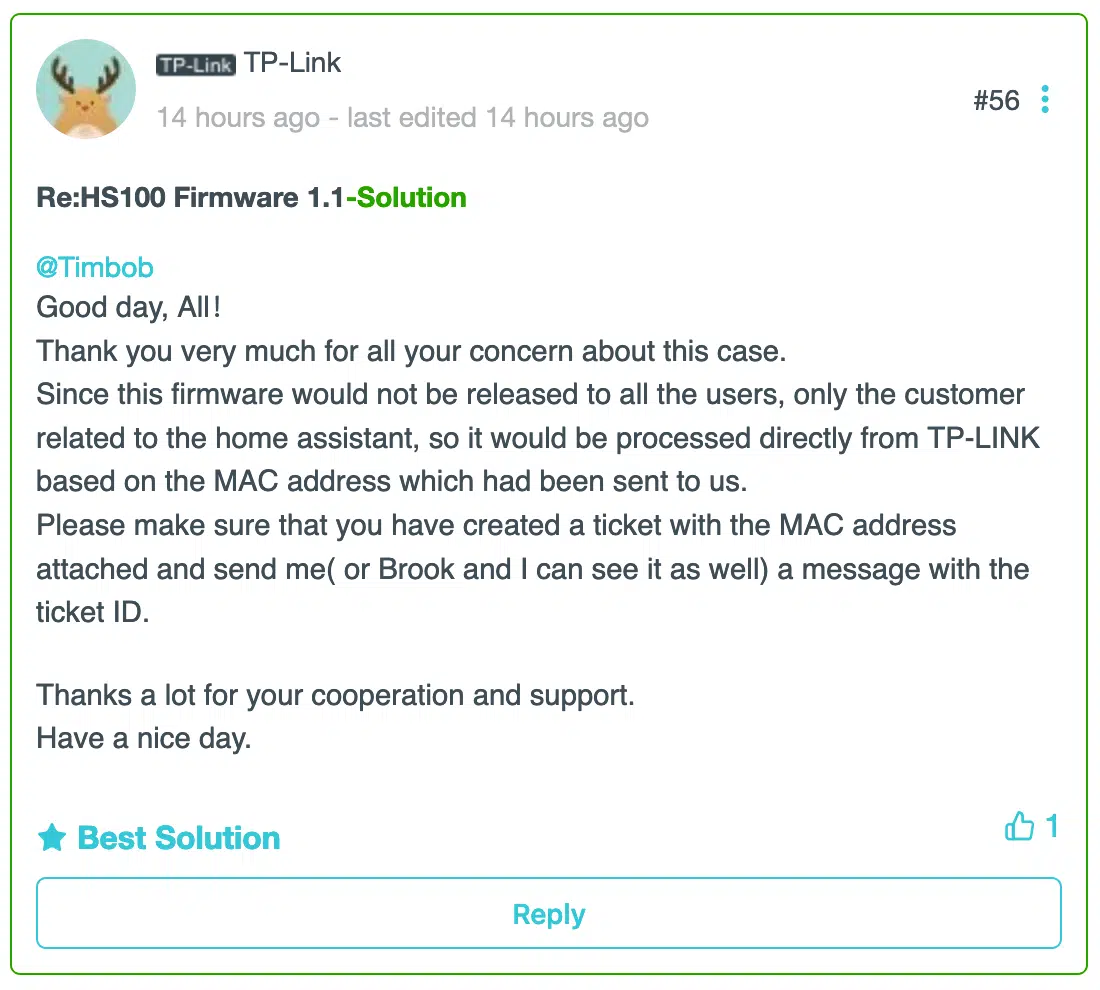 TP-Link TP-Link
14 hours ago - last edited 14 hours ago
#56
Re:HS100 Firmware 1.1-Solution
@Timbob
Good day, All!
Thank you very much for all your concern about this case.
Since this firmware would not be released to all the users, only the customer
related to the home assistant, so it would be processed directly from TP-LINK
based on the MAC address which had been sent to us.
Please make sure that you have created a ticket with the MAC address
attached and send me( or Brook and I can see it as well) a message with the
ticket ID.
Thanks a lot for your cooperation and support.
Have a nice day.
Best Solution
1
Reply